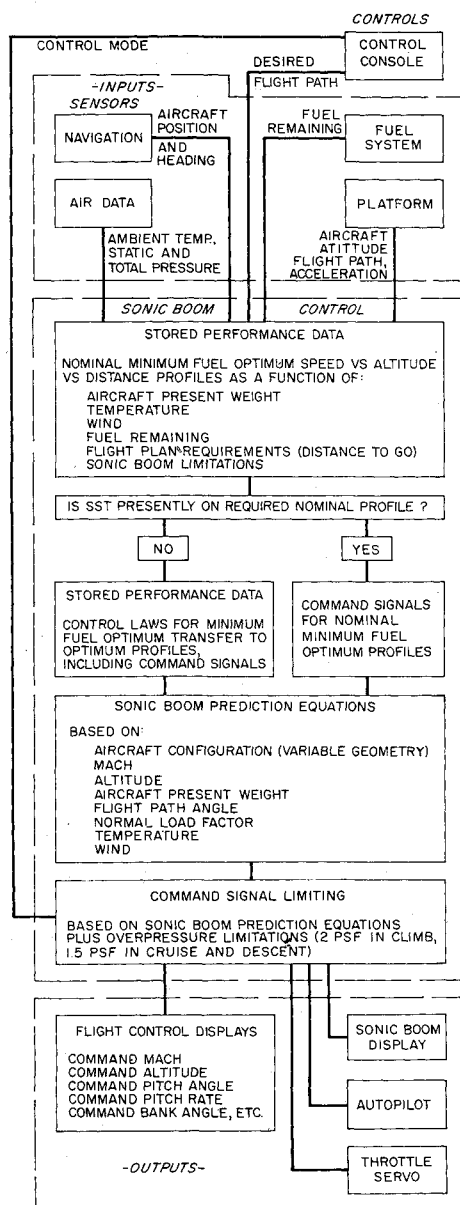 CONTROLS
CONTROL MODE
CONTROL
CONSOLE
DESIRED
FLIGHT PATH
-INPUTS-
SENSORS
NAVIGATION
AIRCRAFT
POSITION
AND
HEADING
FUEL
REMAINING
FUEL
SYSTEM
AIR DATA
AMBIENT TEMP,
STATIC AND
TOTAL PRESSURE
PLATFORM
AIRCRAFT
ATTITUDE
FLIGHT PATH,
ACCELERATION
SONIC BOOM CONTROL
STORED PERFORMANCE DATA
NOMINAL MINIMUM FUEL OPTIMUM SPEED VS ALTITUDE
VS DISTANCE PROFILES AS A FUNCTION OF:
AIRCRAFT PRESENT WEIGHT
TEMPERATURE
WIND
FUEL REMAINING
FLIGHT PLAN REQUIREMENTS (DISTANCE TO GO)
SONIC BOOM LIMITATIONS
IS SST PRESENTLY ON REQUIRED NOMINAL PROFILE ?
NO
YES
STORED PERFORMANCE DATA
CONTROL LAWS FOR MINIMUM
FUEL OPTIMUM TRANSFER TO
OPTIMUM PROFILES,
INCLUDING COMMAND SIGNALS
COMMAND SIGNALS
FOR NOMINAL
MINIMUM FUEL
OPTIMUM PROFILES
SONIC BOOM PREDICTION EQUATIONS
BASED ON:
AIRCRAFT CONFIGURATION (VARIABLE GEOMETRY)
MACH
ALTITUDE
AIRCRAFT PRESENT WEIGHT
FLIGHT PATH ANGLE
NORMAL LOAD FACTOR
TEMPERATURE
WIND
COMMAND SIGNAL LIMITING
BASED ON SONIC BOOM PREDICTION EQUATIONS
PLUS OVERPRESSURE LIMITATIONS (2 PSF IN CLIMB,
1.5 PSF IN CRUISE AND DESCENT)
FLIGHT CONTROL DISPLAYS
COMMAND MACH
COMMAND ALTITUDE
COMMAND PITCH ANGLE
COMMAND PITCH RATE
COMMAND BANK ANGLE, ETC.
SONIC BOOM
DISPLAY
AUTOPILOT
THROTTLE
SERVO
-OUTPUTS-